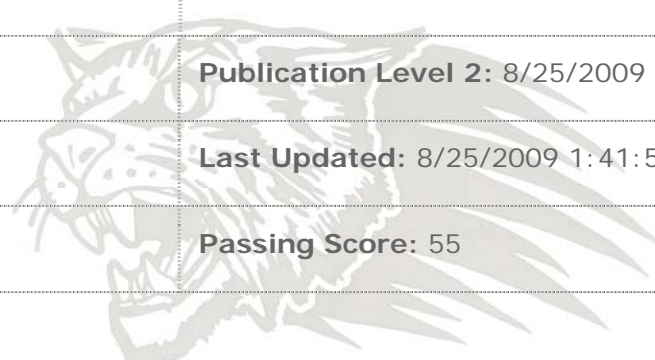 Publication Level 2: 8/25/2009
Last Updated: 8/25/2009 1:41:5
Passing Score: 55